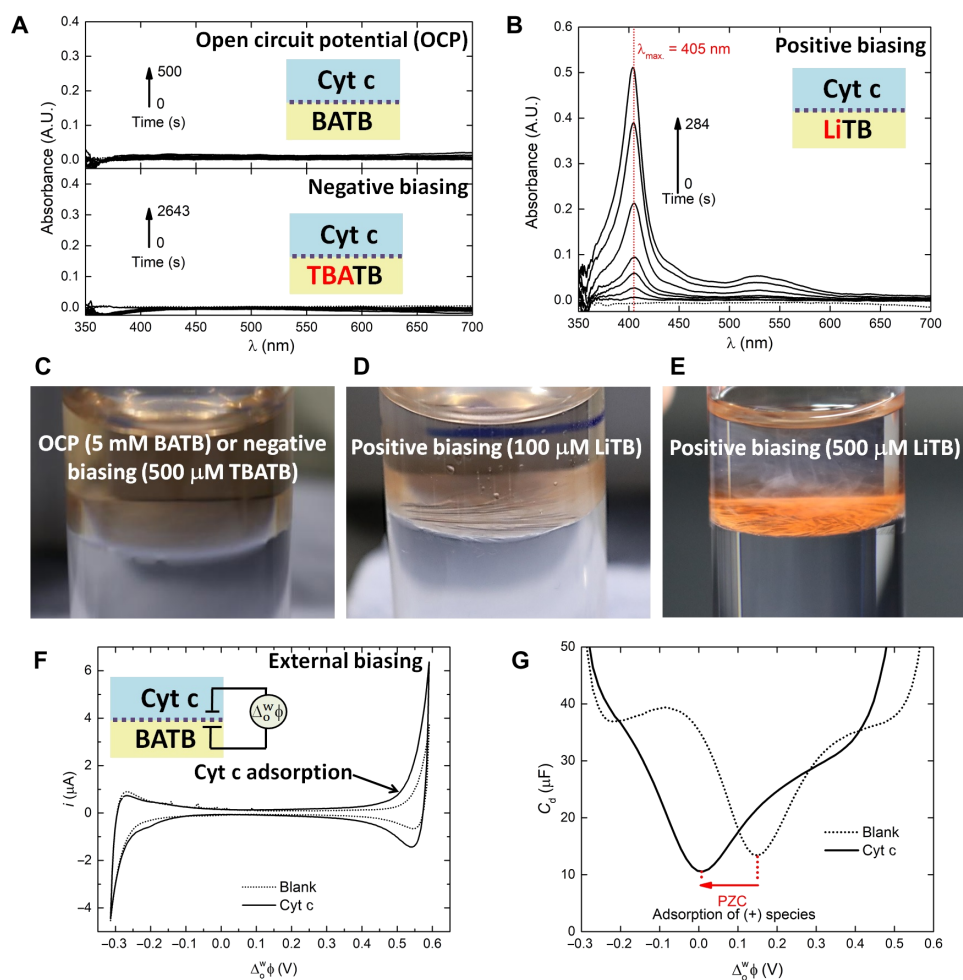 A
Open circuit potential (OCP)
0.4
0.3
0.2
0.1
0.0
500
0
Time (s)
Cyt c
BATB
Absorbance (A.U.)
Negative biasing
0.4
0.3
0.2
0.1
0.0
2643
0
Time (s)
Cyt c
TBATB
350 400 450 500 550 600 650 700
λ (nm)
B
Positive biasing
λmax. = 405 nm
0.6
0.5
0.4
0.3
0.2
0.1
0.0
Absorbance (A.U.)
284
0
Time (s)
Cyt c
LiTB
350 400 450 500 550 600 650 700
λ (nm)
C
OCP (5 mM BATB) or negative
biasing (500 μM TBATB)
D
Positive biasing (100 μM LiTB)
E
Positive biasing (500 μM LiTB)
F
External biasing
6
4
2
0
−2
−4
i (μA)
Cyt c
BATB
Δowϕ
Cyt c adsorption
Blank
Cyt c
−0.3 −0.2 −0.1 0.0 0.1 0.2 0.3 0.4 0.5 0.6
Δowϕ (V)
G
50
40
30
20
10
0
Cd (μF)
Blank
Cyt c
PZC
Adsorption of (+) species
−0.3 −0.2 −0.1 0.0 0.1 0.2 0.3 0.4 0.5 0.6
Δowϕ (V)